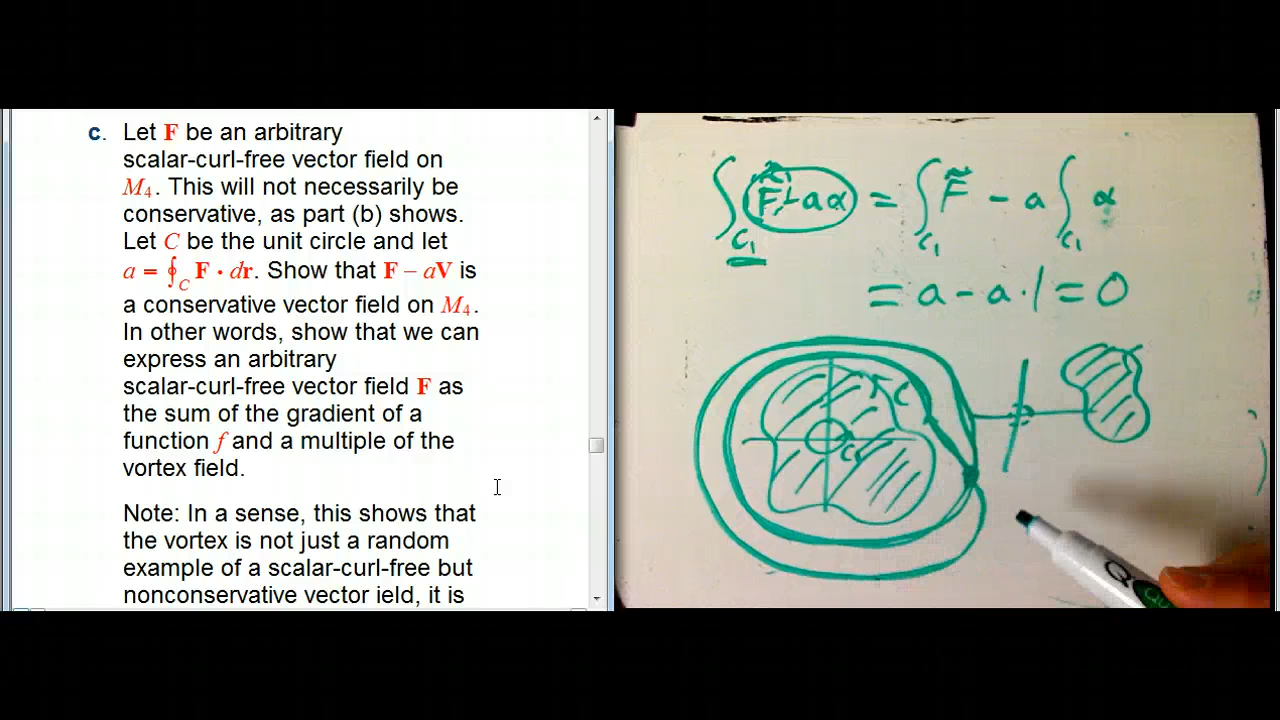 c. Let F be an arbitrary
scalar-curl-free vector field on
M₄. This will not necessarily be
conservative, as part (b) shows.
Let C be the unit circle and let
a = ∮_C F · dr. Show that F − aV is
a conservative vector field on M₄.
In other words, show that we can
express an arbitrary
scalar-curl-free vector field F as
the sum of the gradient of a
function f and a multiple of the
vortex field.
Note: In a sense, this shows that
the vortex is not just a random
example of a scalar-curl-free but
nonconservative vector ield, it is
∫_C₁ F̃ - aα = ∫_C₁ F̃ - a ∫_C₁ α
= a - a · 1 = 0
C
C₁